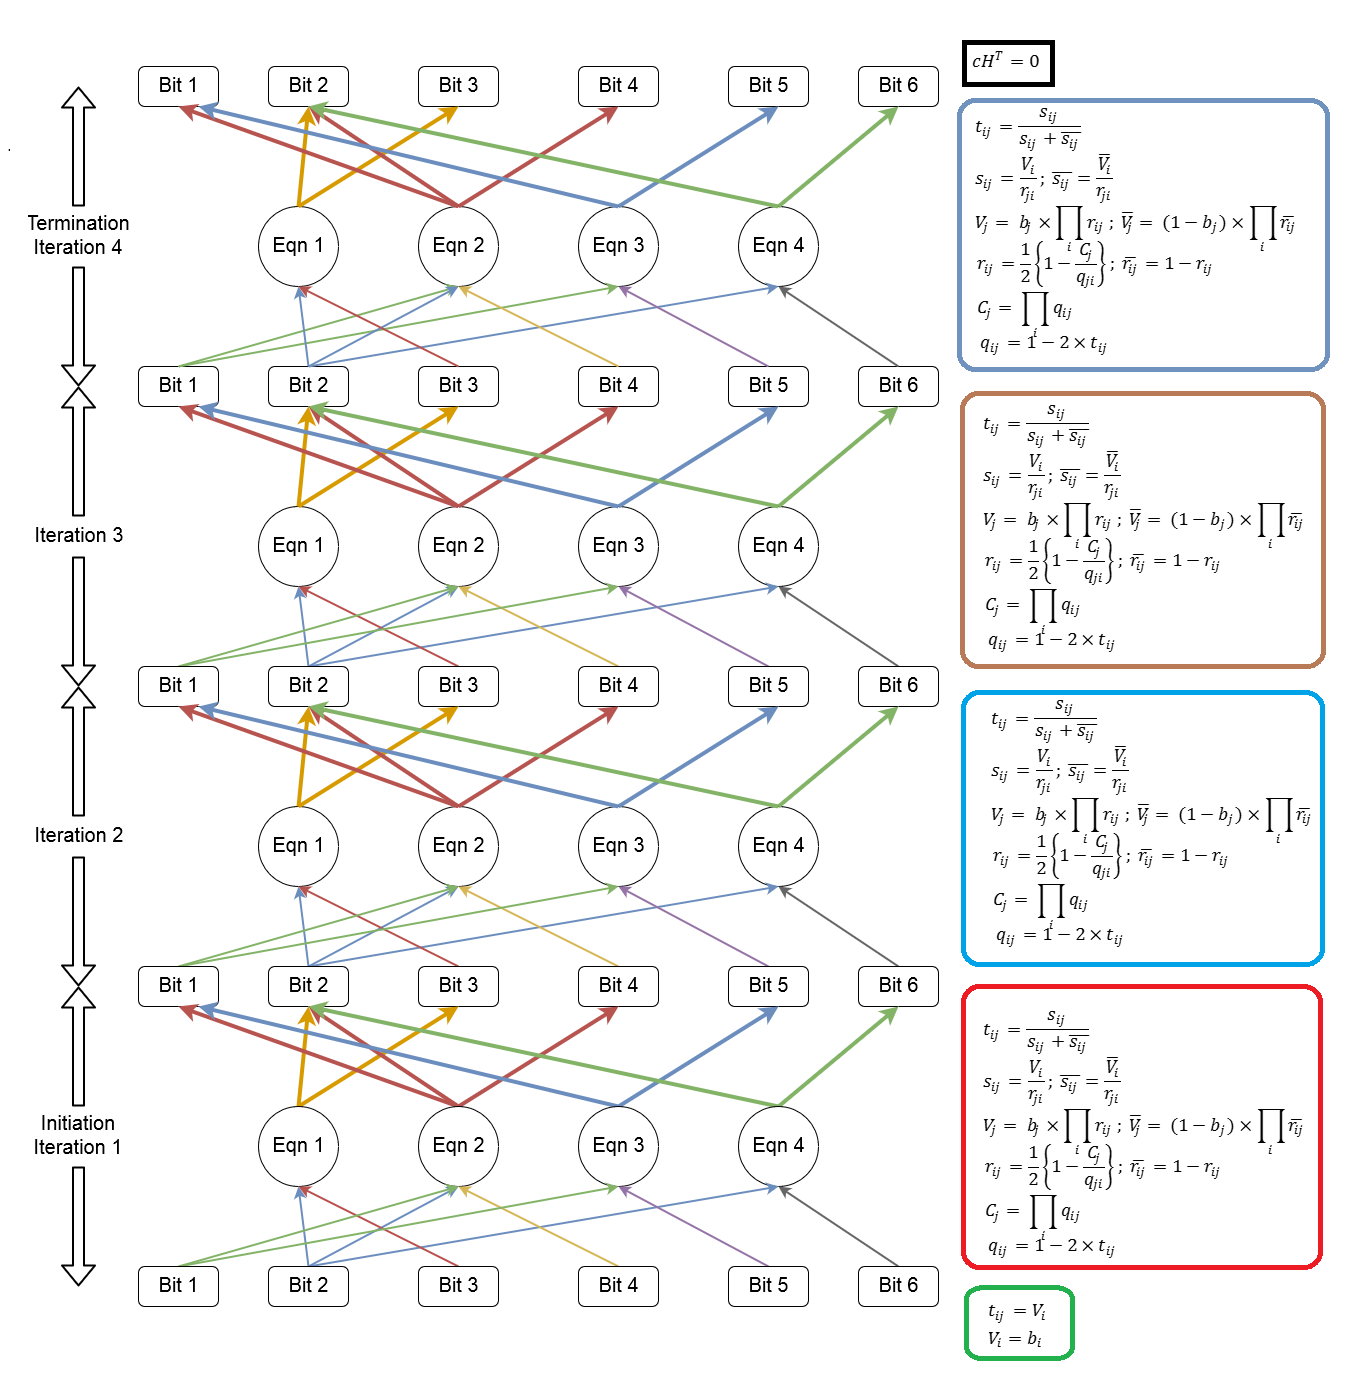 cHᵀ = 0
Bit 1 Bit 2 Bit 3 Bit 4 Bit 5 Bit 6
t_ij = s_ij / (s_ij + s̅_ij)
s_ij = V_i / r_ji ; s̅_ij = V̅_i / r_ji
V_j = b_j × ∏_i r_ij ; V̅_j = (1 − b_j) × ∏_i r̅_ij
r_ij = 1/2 {1 − C_j / q_ji} ; r̅_ij = 1 − r_ij
C_j = ∏_i q_ij
q_ij = 1 − 2 × t_ij
Termination
Iteration 4
Eqn 1 Eqn 2 Eqn 3 Eqn 4
Bit 1 Bit 2 Bit 3 Bit 4 Bit 5 Bit 6
t_ij = s_ij / (s_ij + s̅_ij)
s_ij = V_i / r_ji ; s̅_ij = V̅_i / r_ji
V_j = b_j × ∏_i r_ij ; V̅_j = (1 − b_j) × ∏_i r̅_ij
r_ij = 1/2 {1 − C_j / q_ji} ; r̅_ij = 1 − r_ij
C_j = ∏_i q_ij
q_ij = 1 − 2 × t_ij
Iteration 3
Eqn 1 Eqn 2 Eqn 3 Eqn 4
Bit 1 Bit 2 Bit 3 Bit 4 Bit 5 Bit 6
t_ij = s_ij / (s_ij + s̅_ij)
s_ij = V_i / r_ji ; s̅_ij = V̅_i / r_ji
V_j = b_j × ∏_i r_ij ; V̅_j = (1 − b_j) × ∏_i r̅_ij
r_ij = 1/2 {1 − C_j / q_ji} ; r̅_ij = 1 − r_ij
C_j = ∏_i q_ij
q_ij = 1 − 2 × t_ij
Iteration 2
Eqn 1 Eqn 2 Eqn 3 Eqn 4
Bit 1 Bit 2 Bit 3 Bit 4 Bit 5 Bit 6
t_ij = s_ij / (s_ij + s̅_ij)
s_ij = V_i / r_ji ; s̅_ij = V̅_i / r_ji
V_j = b_j × ∏_i r_ij ; V̅_j = (1 − b_j) × ∏_i r̅_ij
r_ij = 1/2 {1 − C_j / q_ji} ; r̅_ij = 1 − r_ij
C_j = ∏_i q_ij
q_ij = 1 − 2 × t_ij
Initiation
Iteration 1
Eqn 1 Eqn 2 Eqn 3 Eqn 4
Bit 1 Bit 2 Bit 3 Bit 4 Bit 5 Bit 6
t_ij = V_i
V_i = b_i